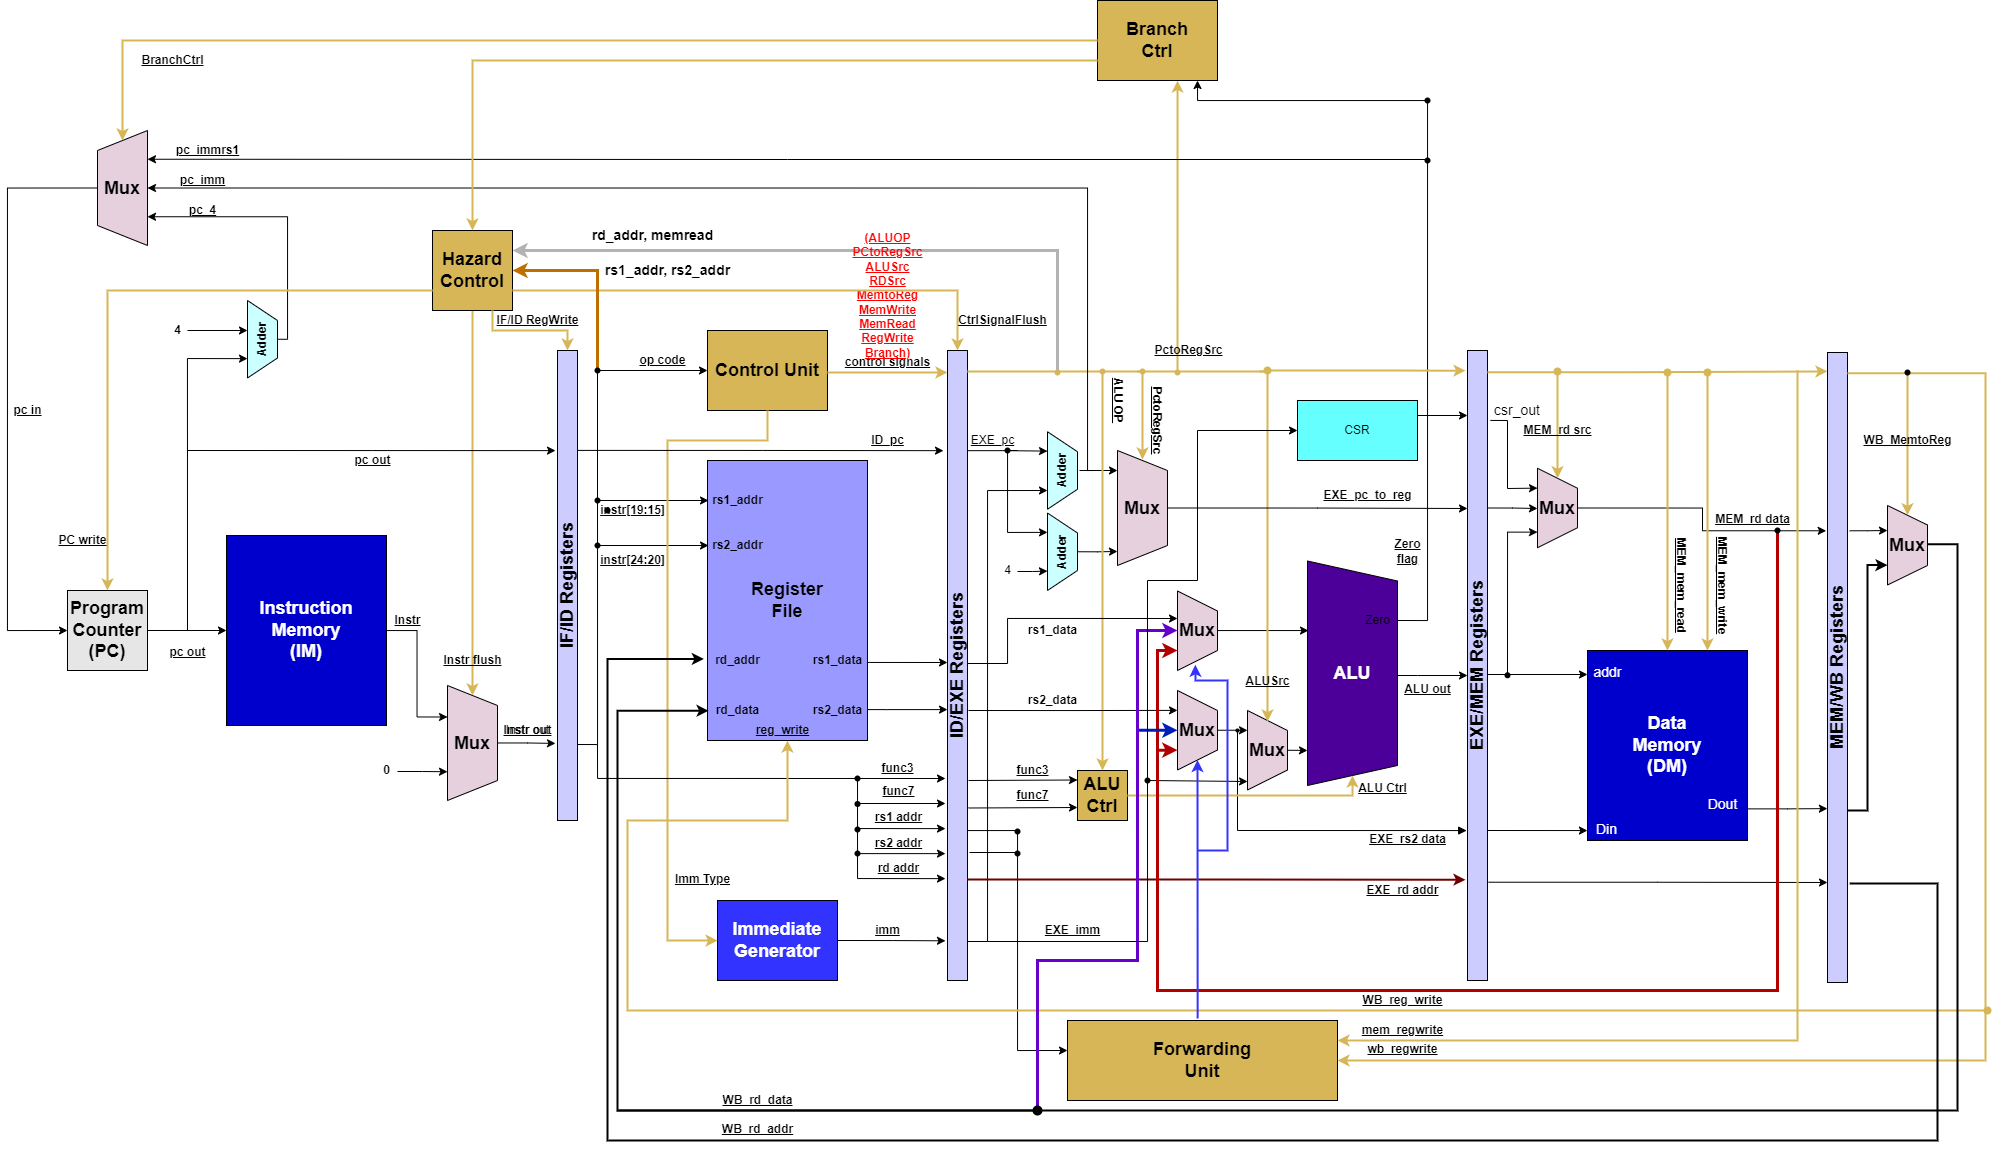 Branch
Ctrl
BranchCtrl
pc_immrs1
pc_imm
pc_4
Mux
Hazard
Control
rd_addr, memread
rs1_addr, rs2_addr
(ALUOP
PCtoRegSrc
ALUSrc
RDSrc
MemtoReg
MemWrite
MemRead
RegWrite
Branch)
control signals
IF/ID RegWrite
CtrlSignalFlush
4
Adder
op code
Control Unit
PctoRegSrc
ALU OP
PctoRegSrc
pc in
pc out
ID_pc
EXE_pc
Adder
Mux
CSR
csr_out
MEM_rd src
WB_MemtoReg
rs1_addr
instr[19:15]
rs2_addr
instr[24:20]
Register
File
rd_addr
rs1_data
rd_data
rs2_data
reg_write
EXE_pc_to_reg
Mux
MEM_rd data
Mux
Adder
4
Zero
flag
PC write
Program
Counter
(PC)
pc out
Instruction
Memory
(IM)
Instr
Instr flush
Mux
Instr out
0
IF/ID Registers
ID/EXE Registers
EXE/MEM Registers
MEM/WB Registers
rs1_data
Mux
Zero
ALU
ALU out
ALUSrc
rs2_data
Mux
Mux
MEM_mem_read
MEM_mem_write
addr
Data
Memory
(DM)
Dout
Din
func3
func7
rs1 addr
rs2 addr
rd addr
func3
func7
ALU
Ctrl
ALU Ctrl
EXE_rs2 data
EXE_rd addr
Imm Type
Immediate
Generator
imm
EXE_imm
WB_reg_write
mem_regwrite
wb_regwrite
Forwarding
Unit
WB_rd_data
WB_rd_addr